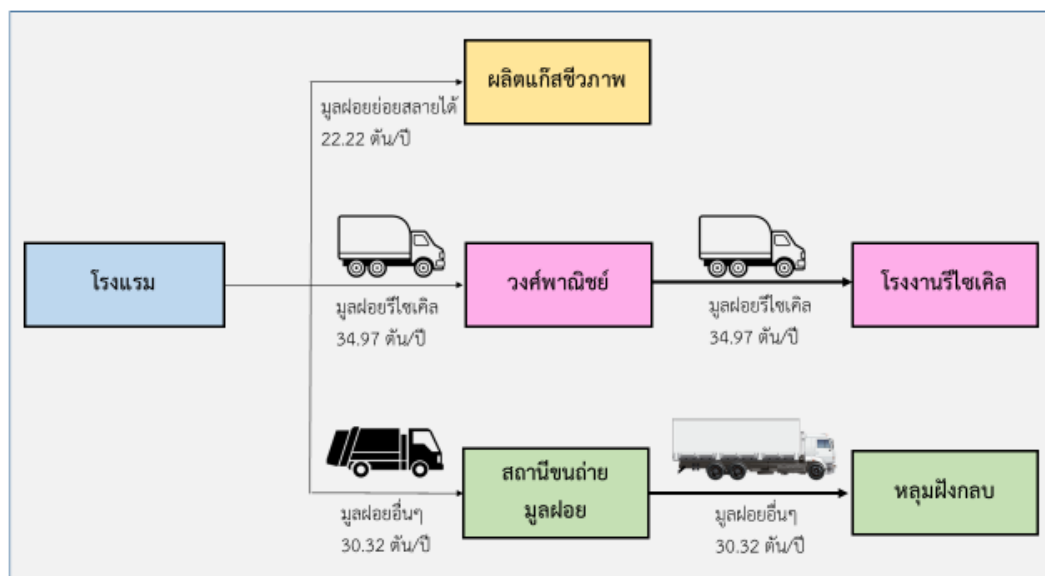 ผลิตแก๊สชีวภาพ
มูลฝอยย่อยสลายได้
22.22 ตัน/ปี
โรงแรม
วงศ์พาณิชย์
โรงงานรีไซเคิล
มูลฝอยรีไซเคิล
34.97 ตัน/ปี
มูลฝอยรีไซเคิล
34.97 ตัน/ปี
สถานีขนถ่าย
มูลฝอย
หลุมฝังกลบ
มูลฝอยอื่นๆ
30.32 ตัน/ปี
มูลฝอยอื่นๆ
30.32 ตัน/ปี